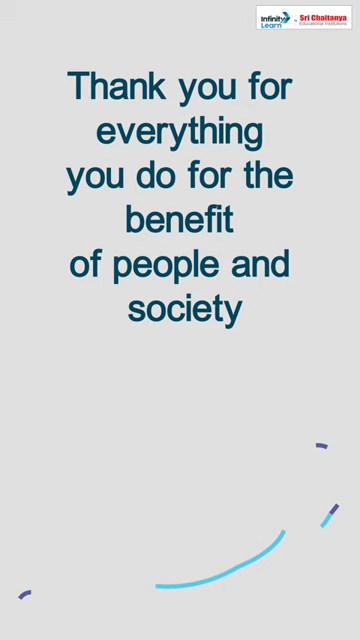 Infinity Learn by Sri Chaitanya
Educational Institutions
Thank you for
everything
you do for the
benefit
of people and
society